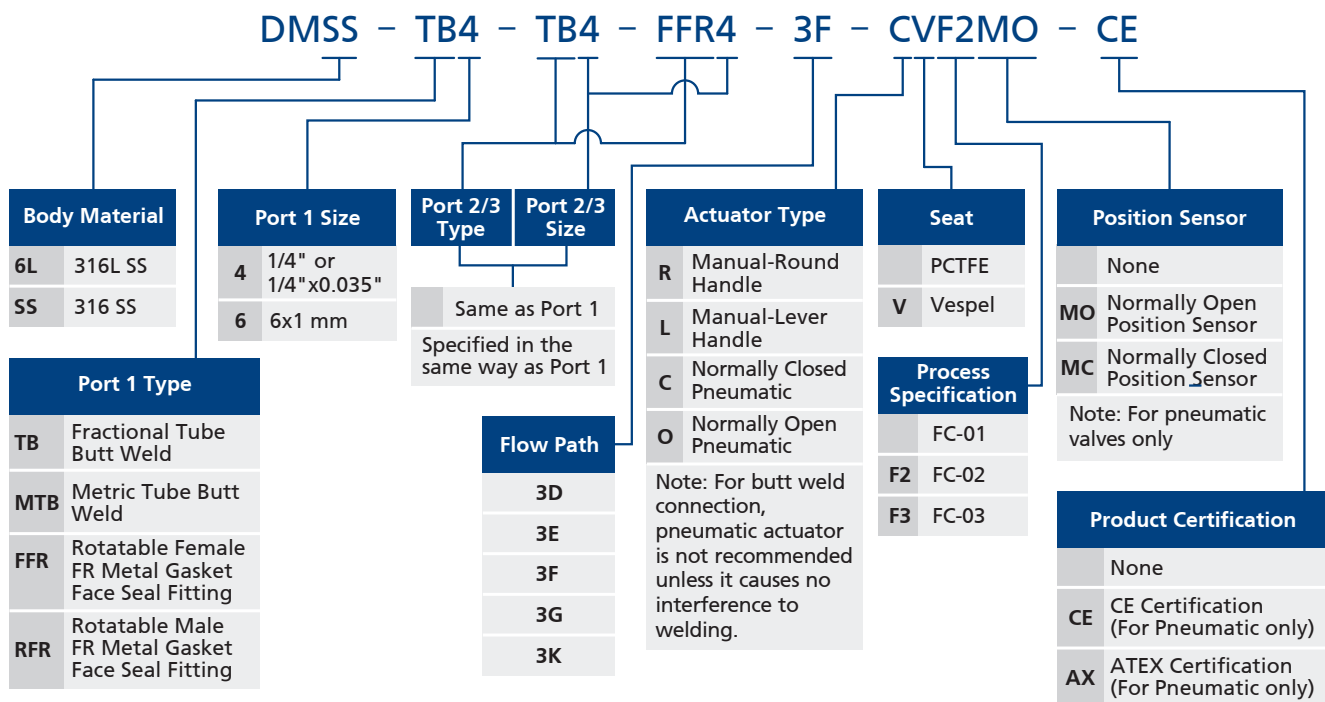 DMSS – TB4 – TB4 – FFR4 – 3F – CVF2MO – CE
Body Material
6L 316L SS
SS 316 SS
Port 1 Type
TB Fractional Tube
Butt Weld
MTB Metric Tube Butt
Weld
FFR Rotatable Female
FR Metal Gasket
Face Seal Fitting
RFR Rotatable Male
FR Metal Gasket
Face Seal Fitting
Port 1 Size
4 1/4" or
1/4"x0.035"
6 6x1 mm
Port 2/3
Type
Port 2/3
Size
Same as Port 1
Specified in the
same way as Port 1
Flow Path
3D
3E
3F
3G
3K
Actuator Type
R Manual-Round
Handle
L Manual-Lever
Handle
C Normally Closed
Pneumatic
O Normally Open
Pneumatic
Note: For butt weld
connection,
pneumatic actuator
is not recommended
unless it causes no
interference to
welding.
Seat
PCTFE
V Vespel
Process
Specification
FC-01
F2 FC-02
F3 FC-03
Position Sensor
None
MO Normally Open
Position Sensor
MC Normally Closed
Position Sensor
Note: For pneumatic
valves only
Product Certification
None
CE CE Certification
(For Pneumatic only)
AX ATEX Certification
(For Pneumatic only)